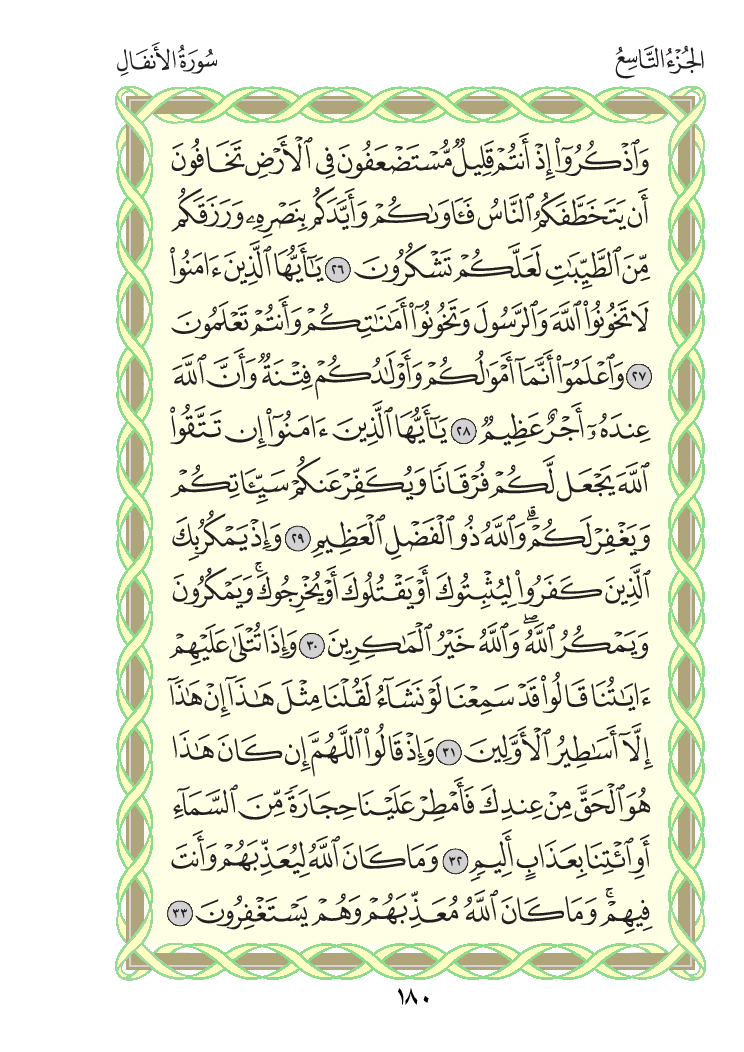 الجُزْءُ التَّاسِعُ
سُورَةُ الأَنفَالِ
وَٱذْكُرُوٓا۟ إِذْ أَنتُمْ قَلِيلٌ مُّسْتَضْعَفُونَ فِى ٱلْأَرْضِ تَخَافُونَ
أَن يَتَخَطَّفَكُمُ ٱلنَّاسُ فَـَٔاوَىٰكُمْ وَأَيَّدَكُم بِنَصْرِهِۦ وَرَزَقَكُم
مِّنَ ٱلطَّيِّبَٰتِ لَعَلَّكُمْ تَشْكُرُونَ ٢٦ يَٰٓأَيُّهَا ٱلَّذِينَ ءَامَنُوا۟
لَا تَخُونُوا۟ ٱللَّهَ وَٱلرَّسُولَ وَتَخُونُوٓا۟ أَمَٰنَٰتِكُمْ وَأَنتُمْ تَعْلَمُونَ
٢٧ وَٱعْلَمُوٓا۟ أَنَّمَآ أَمْوَٰلُكُمْ وَأَوْلَٰدُكُمْ فِتْنَةٌ وَأَنَّ ٱللَّهَ
عِندَهُۥٓ أَجْرٌ عَظِيمٌ ٢٨ يَٰٓأَيُّهَا ٱلَّذِينَ ءَامَنُوٓا۟ إِن تَتَّقُوا۟
ٱللَّهَ يَجْعَل لَّكُمْ فُرْقَانًا وَيُكَفِّرْ عَنكُمْ سَيِّـَٔاتِكُمْ
وَيَغْفِرْ لَكُمْ ۗ وَٱللَّهُ ذُو ٱلْفَضْلِ ٱلْعَظِيمِ ٢٩ وَإِذْ يَمْكُرُ بِكَ
ٱلَّذِينَ كَفَرُوا۟ لِيُثْبِتُوكَ أَوْ يَقْتُلُوكَ أَوْ يُخْرِجُوكَ ۚ وَيَمْكُرُونَ
وَيَمْكُرُ ٱللَّهُ ۖ وَٱللَّهُ خَيْرُ ٱلْمَٰكِرِينَ ٣٠ وَإِذَا تُتْلَىٰ عَلَيْهِمْ
ءَايَٰتُنَا قَالُوا۟ قَدْ سَمِعْنَا لَوْ نَشَآءُ لَقُلْنَا مِثْلَ هَٰذَآ إِنْ هَٰذَآ
إِلَّآ أَسَٰطِيرُ ٱلْأَوَّلِينَ ٣١ وَإِذْ قَالُوا۟ ٱللَّهُمَّ إِن كَانَ هَٰذَا
هُوَ ٱلْحَقَّ مِنْ عِندِكَ فَأَمْطِرْ عَلَيْنَا حِجَارَةً مِّنَ ٱلسَّمَآءِ
أَوِ ٱئْتِنَا بِعَذَابٍ أَلِيمٍ ٣٢ وَمَا كَانَ ٱللَّهُ لِيُعَذِّبَهُمْ وَأَنتَ
فِيهِمْ ۚ وَمَا كَانَ ٱللَّهُ مُعَذِّبَهُمْ وَهُمْ يَسْتَغْفِرُونَ ٣٣
١٨٠